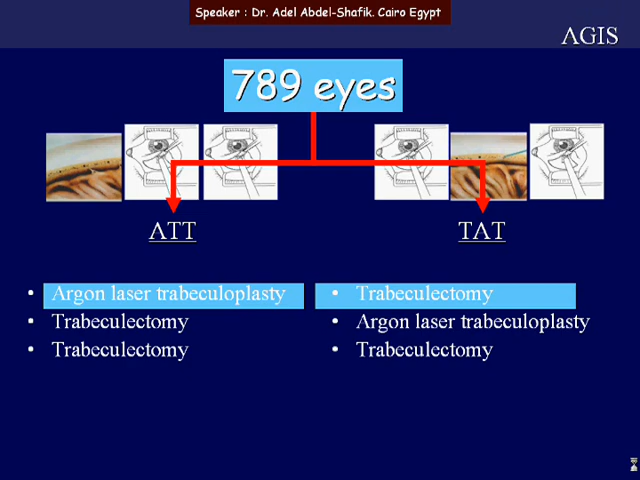 Speaker : Dr. Adel Abdel-Shafik. Cairo Egypt
AGIS
789 eyes
ATT
TAT
• Argon laser trabeculoplasty
• Trabeculectomy
• Trabeculectomy
• Trabeculectomy
• Argon laser trabeculoplasty
• Trabeculectomy